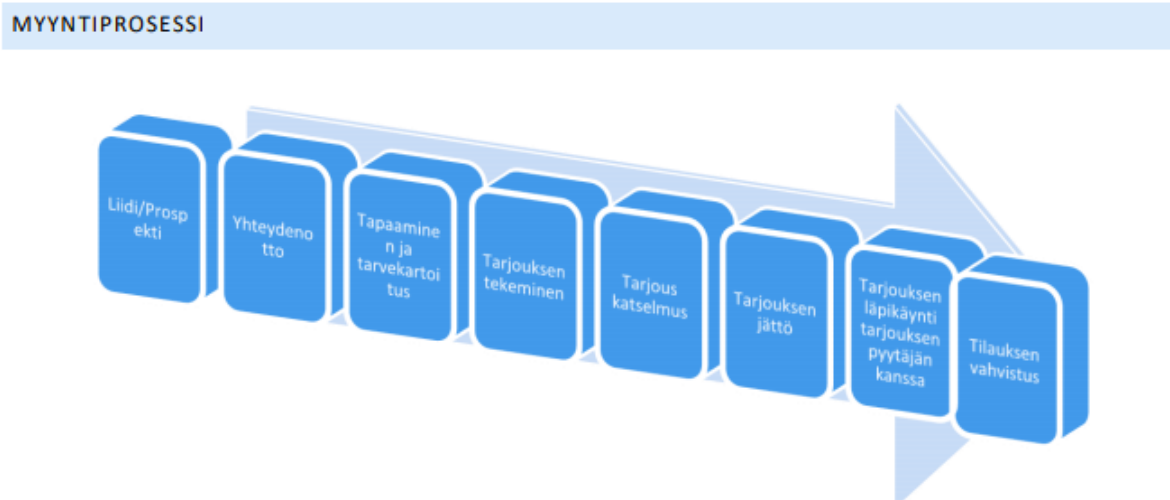 MYYNTIPROSESSI
Liidi/Prosp
ekti
Yhteydeno
tto
Tapaamine
n ja
tarvekartoi
tus
Tarjouksen
tekeminen
Tarjous
katselmus
Tarjouksen
jättö
Tarjouksen
läpikäynti
tarjouksen
pyytäjän
kanssa
Tilauksen
vahvistus